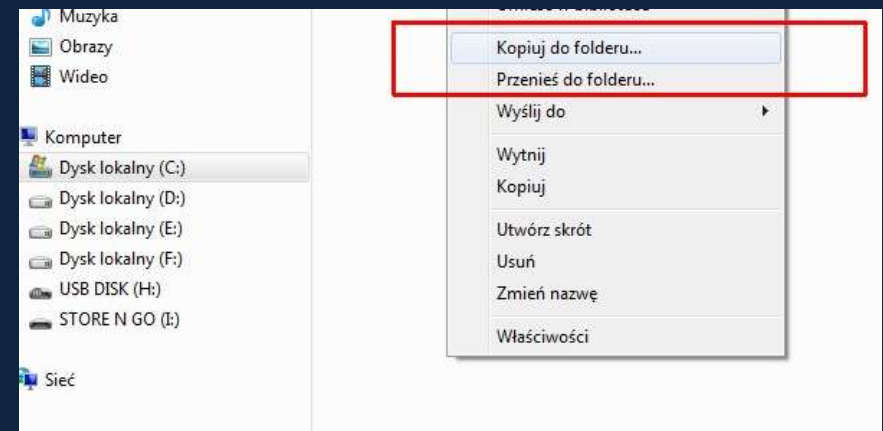 Muzyka
Obrazy
Wideo
Komputer
Dysk lokalny (C:)
Dysk lokalny (D:)
Dysk lokalny (E:)
Dysk lokalny (F:)
USB DISK (H:)
STORE N GO (I:)
Sieć
Kopiuj do folderu...
Przenieś do folderu...
Wyślij do
Wytnij
Kopiuj
Utwórz skrót
Usuń
Zmień nazwę
Właściwości